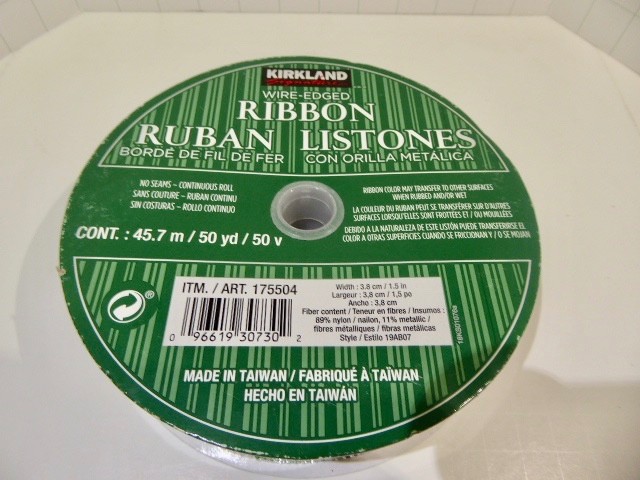 KIRKLAND
Signature
WIRE-EDGED
RIBBON
RUBAN LISTONES
BORDÉ DE FIL DE FER CON ORILLA METÁLICA
NO SEAMS – CONTINUOUS ROLL
SANS COUTURE – RUBAN CONTINU
SIN COSTURAS – ROLLO CONTINUO
RIBBON COLOR MAY TRANSFER TO OTHER SURFACES
WHEN RUBBED AND/OR WET
LA COULEUR DU RUBAN PEUT SE TRANSFÉRER SUR D'AUTRES
SURFACES LORSQU'ELLES SONT FROTTÉES ET / OU MOUILLÉES
DEBIDO A LA NATURALEZA DE ESTE LISTÓN PUEDE TRANSFERIRSE EL
COLOR A OTRAS SUPERFICIES CUANDO SE FRICCIONAN Y / O SE MOJAN
CONT. : 45.7 m / 50 yd / 50 v
ITM. / ART. 175504
0 96619 30730 2
Width : 3.8 cm / 1.5 in
Largeur : 3,8 cm / 1,5 po
Ancho : 3,8 cm
Fiber content / Teneur en fibres / Insumos :
89% nylon / nailon, 11% metallic /
fibres métalliques / fibras metálicas
Style / Estilo 19AB07
18KS01076a
MADE IN TAIWAN / FABRIQUÉ À TAÏWAN
HECHO EN TAIWÁN